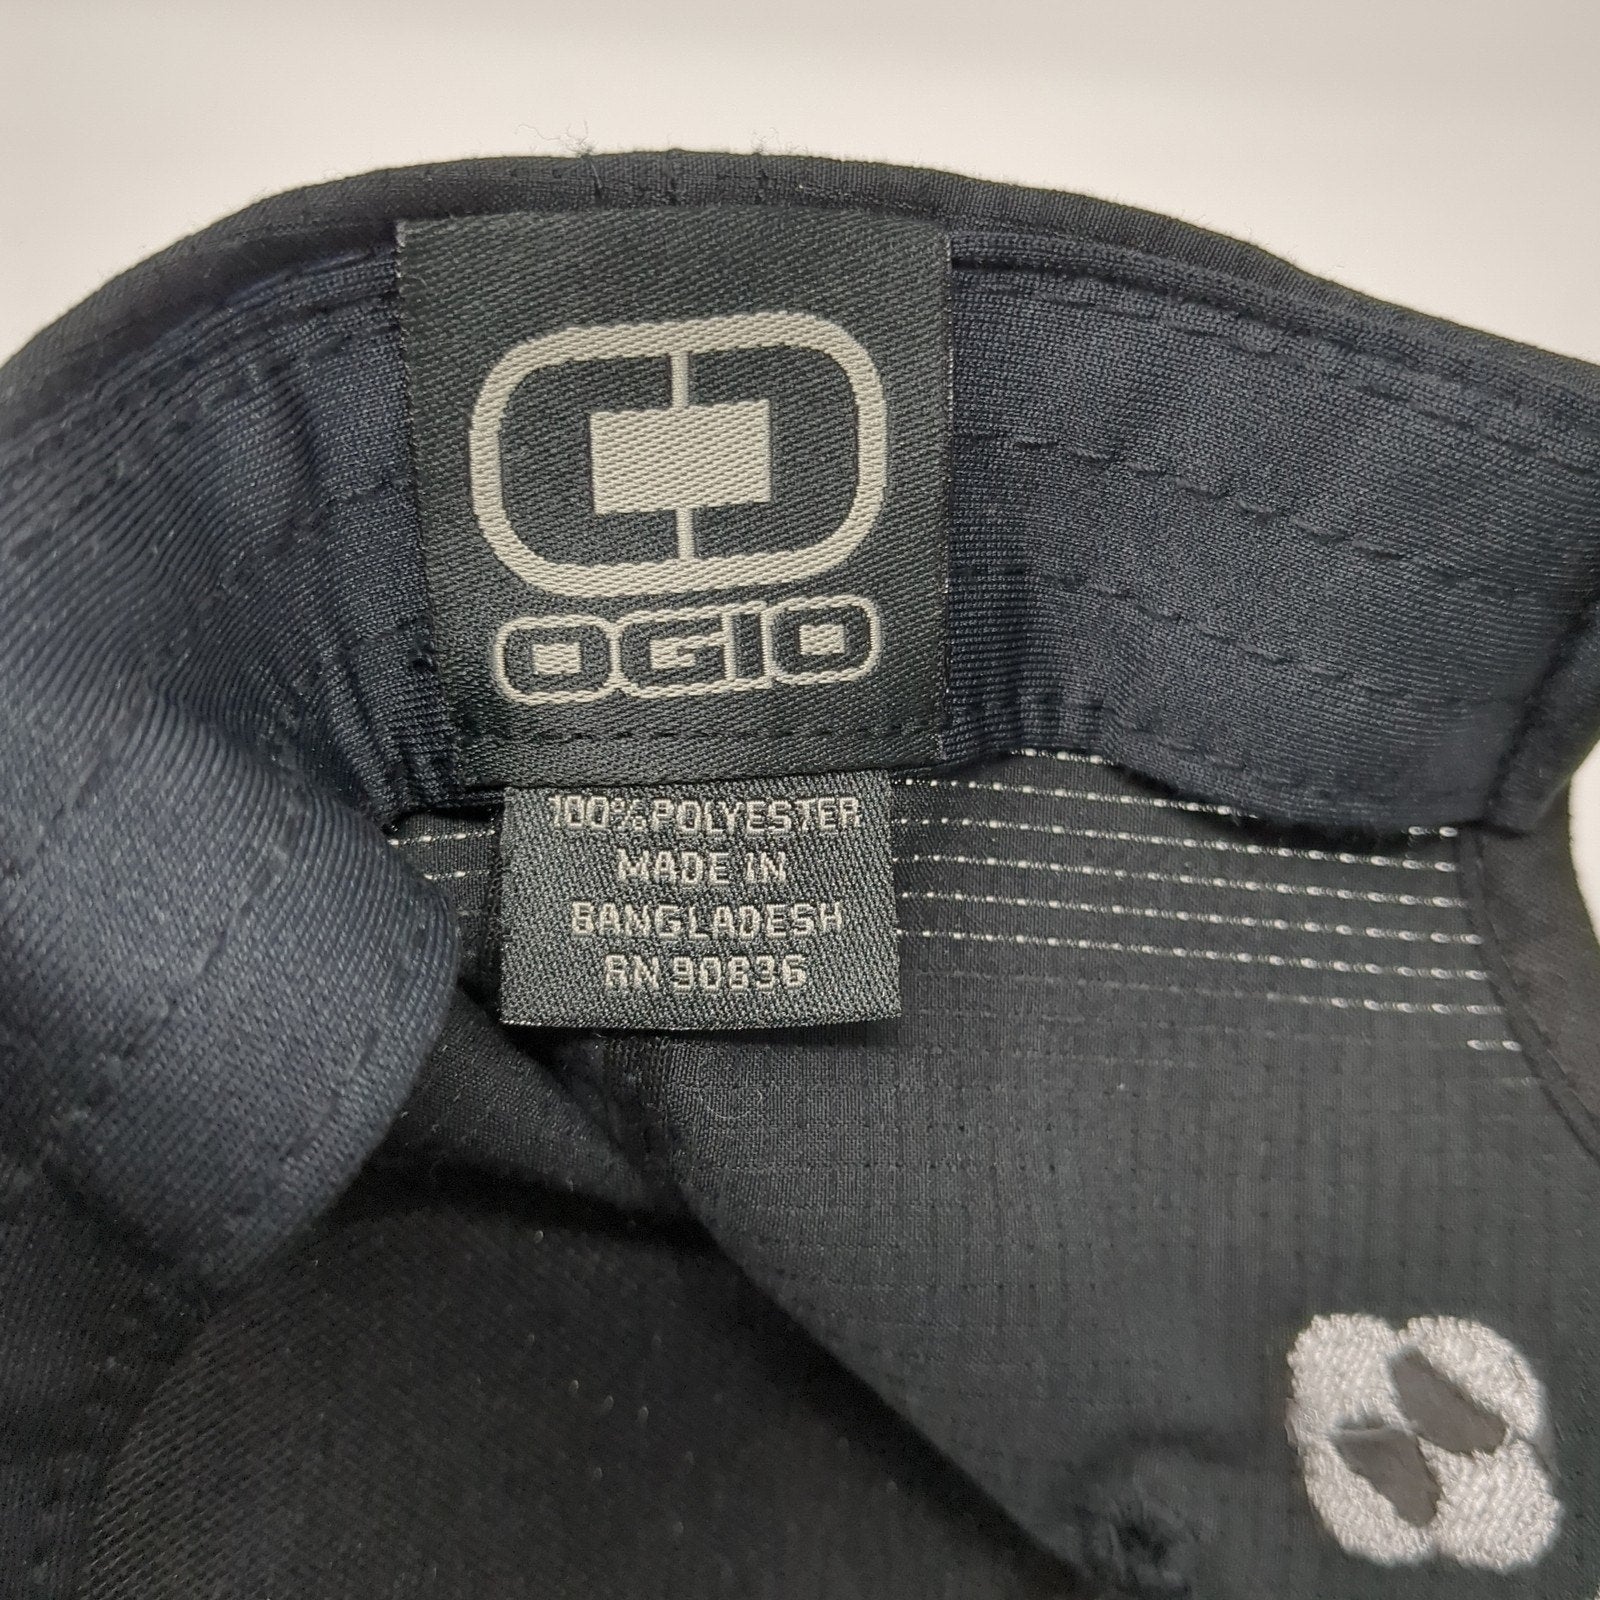 OGIO
100% POLYESTER
MADE IN
BANGLADESH
RN 90836